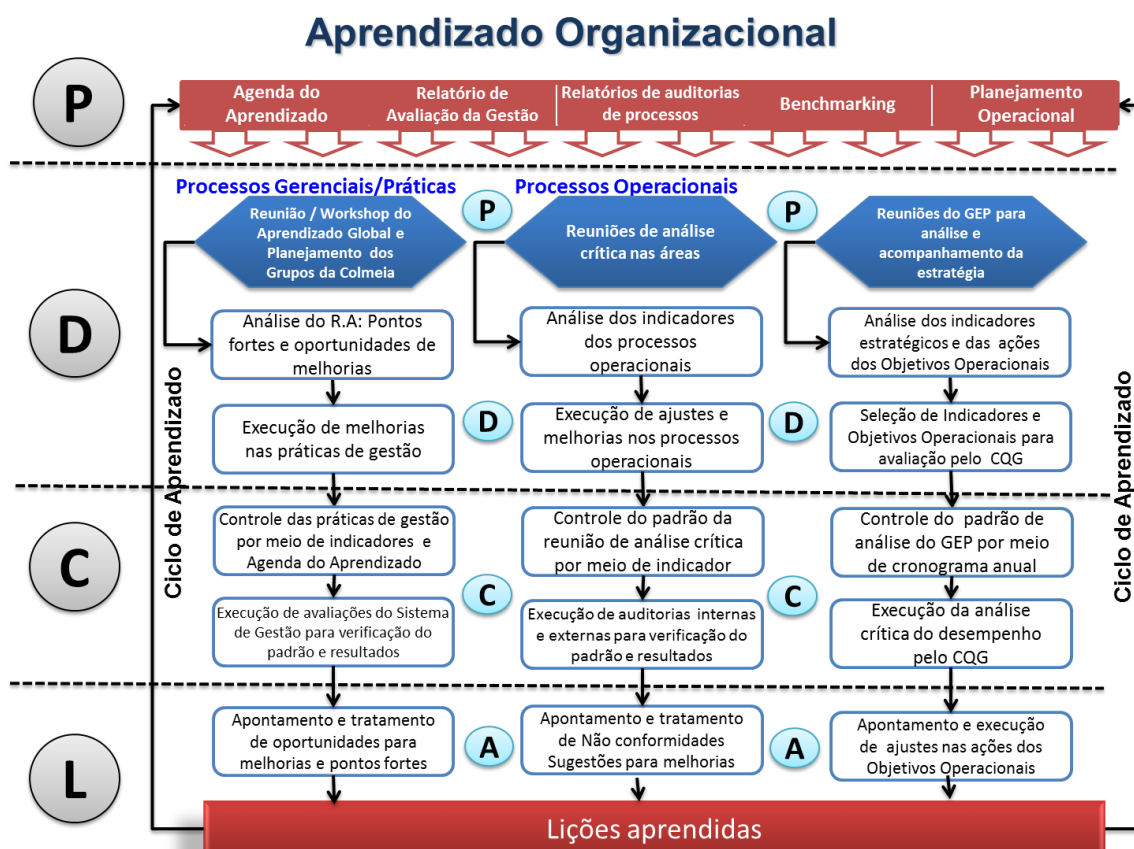 Aprendizado Organizacional
P
Agenda do
Aprendizado
Relatório de
Avaliação da Gestão
Relatórios de auditorias
de processos
Benchmarking
Planejamento
Operacional
Processos Gerenciais/Práticas
P
Processos Operacionais
P
D
Reunião / Workshop do
Aprendizado Global e
Planejamento dos
Grupos da Colmeia
Reuniões de análise
crítica nas áreas
Reuniões do GEP para
análise e
acompanhamento da
estratégia
Análise do R.A: Pontos
fortes e oportunidades de
melhorias
Análise dos indicadores
dos processos
operacionais
Análise dos indicadores
estratégicos e das ações
dos Objetivos Operacionais
Execução de melhorias
nas práticas de gestão
D
Execução de ajustes e
melhorias nos processos
operacionais
D
Seleção de Indicadores e
Objetivos Operacionais para
avaliação pelo CQG
Ciclo de Aprendizado
Ciclo de Aprendizado
C
Controle das práticas de gestão
por meio de indicadores e
Agenda do Aprendizado
Controle do padrão da
reunião de análise crítica
por meio de indicador
Controle do padrão de
análise do GEP por meio
de cronograma anual
C
C
Execução de avaliações do Sistema
de Gestão para verificação do
padrão e resultados
Execução de auditorias internas
e externas para verificação do
padrão e resultados
Execução da análise
crítica do desempenho
pelo CQG
L
Apontamento e tratamento
de oportunidades para
melhorias e pontos fortes
A
Apontamento e tratamento
de Não conformidades
Sugestões para melhorias
A
Apontamento e execução
de ajustes nas ações dos
Objetivos Operacionais
Lições aprendidas